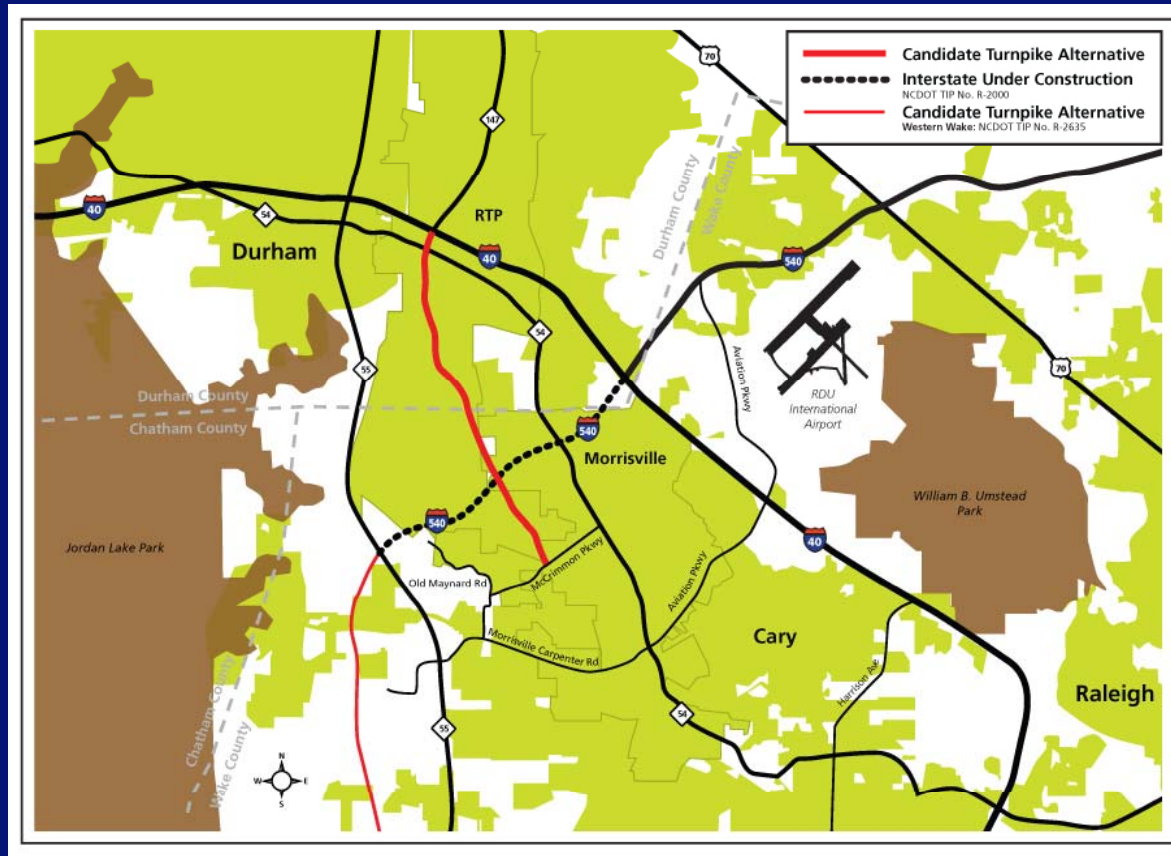 Candidate Turnpike Alternative
Interstate Under Construction
NCDOT TIP No. R-2000
Candidate Turnpike Alternative
Western Wake: NCDOT TIP No. R-2635
70
147
Durham County
Wake County
40
54
RTP
Durham
40
540
54
Aviation Pkwy
RDU
International
Airport
70
55
Durham County
Chatham County
540
Morrisville
William B. Umstead
Park
540
40
Jordan Lake Park
Old Maynard Rd
McCrimmon Pkwy
Aviation Pkwy
Morrisville Carpenter Rd
Cary
Harrison Ave
Raleigh
Chatham County
Wake County
55
54
N
W E
S